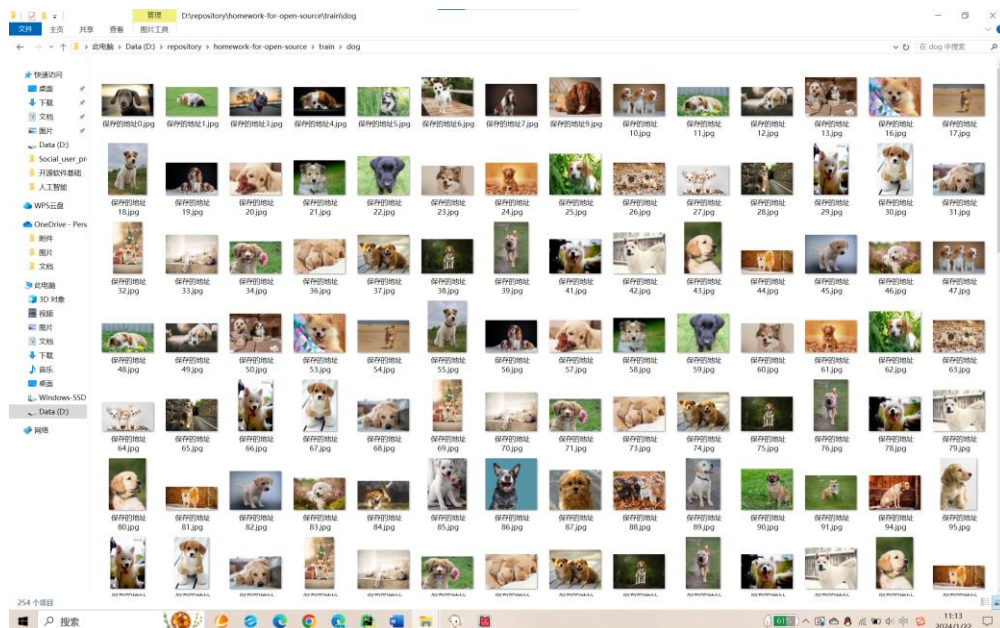 管理
D:\repository\homework-for-open-source\train\dog
文件 主页 共享 查看 图片工具
此电脑 › Data (D:) › repository › homework-for-open-source › train › dog
在 dog 中搜索
快速访问
桌面
下载
文档
图片
Data (D:)
Social_user_pr
开源软件基础
人工智能
WPS云盘
OneDrive - Pers
附件
图片
文档
此电脑
3D 对象
视频
图片
文档
下载
音乐
桌面
Windows-SSD
Data (D:)
网络
保存的地址0.jpg 保存的地址1.jpg 保存的地址3.jpg 保存的地址4.jpg 保存的地址5.jpg 保存的地址6.jpg 保存的地址7.jpg 保存的地址9.jpg 保存的地址 保存的地址 保存的地址 保存的地址 保存的地址 保存的地址
10.jpg 11.jpg 12.jpg 13.jpg 16.jpg 17.jpg
保存的地址 保存的地址 保存的地址 保存的地址 保存的地址 保存的地址 保存的地址 保存的地址 保存的地址 保存的地址 保存的地址 保存的地址 保存的地址 保存的地址
18.jpg 19.jpg 20.jpg 21.jpg 22.jpg 23.jpg 24.jpg 25.jpg 26.jpg 27.jpg 28.jpg 29.jpg 30.jpg 31.jpg
保存的地址 保存的地址 保存的地址 保存的地址 保存的地址 保存的地址 保存的地址 保存的地址 保存的地址 保存的地址 保存的地址 保存的地址 保存的地址 保存的地址
32.jpg 33.jpg 34.jpg 36.jpg 37.jpg 38.jpg 39.jpg 41.jpg 42.jpg 43.jpg 44.jpg 45.jpg 46.jpg 47.jpg
保存的地址 保存的地址 保存的地址 保存的地址 保存的地址 保存的地址 保存的地址 保存的地址 保存的地址 保存的地址 保存的地址 保存的地址 保存的地址 保存的地址
48.jpg 49.jpg 50.jpg 53.jpg 54.jpg 55.jpg 56.jpg 57.jpg 58.jpg 59.jpg 60.jpg 61.jpg 62.jpg 63.jpg
保存的地址 保存的地址 保存的地址 保存的地址 保存的地址 保存的地址 保存的地址 保存的地址 保存的地址 保存的地址 保存的地址 保存的地址 保存的地址 保存的地址
64.jpg 65.jpg 66.jpg 67.jpg 68.jpg 69.jpg 70.jpg 71.jpg 73.jpg 74.jpg 75.jpg 76.jpg 78.jpg 79.jpg
保存的地址 保存的地址 保存的地址 保存的地址 保存的地址 保存的地址 保存的地址 保存的地址 保存的地址 保存的地址 保存的地址 保存的地址 保存的地址 保存的地址
80.jpg 81.jpg 82.jpg 83.jpg 84.jpg 85.jpg 86.jpg 87.jpg 88.jpg 89.jpg 90.jpg 91.jpg 94.jpg 95.jpg
254 个项目
搜索
61%
中
11:13
2024/1/22